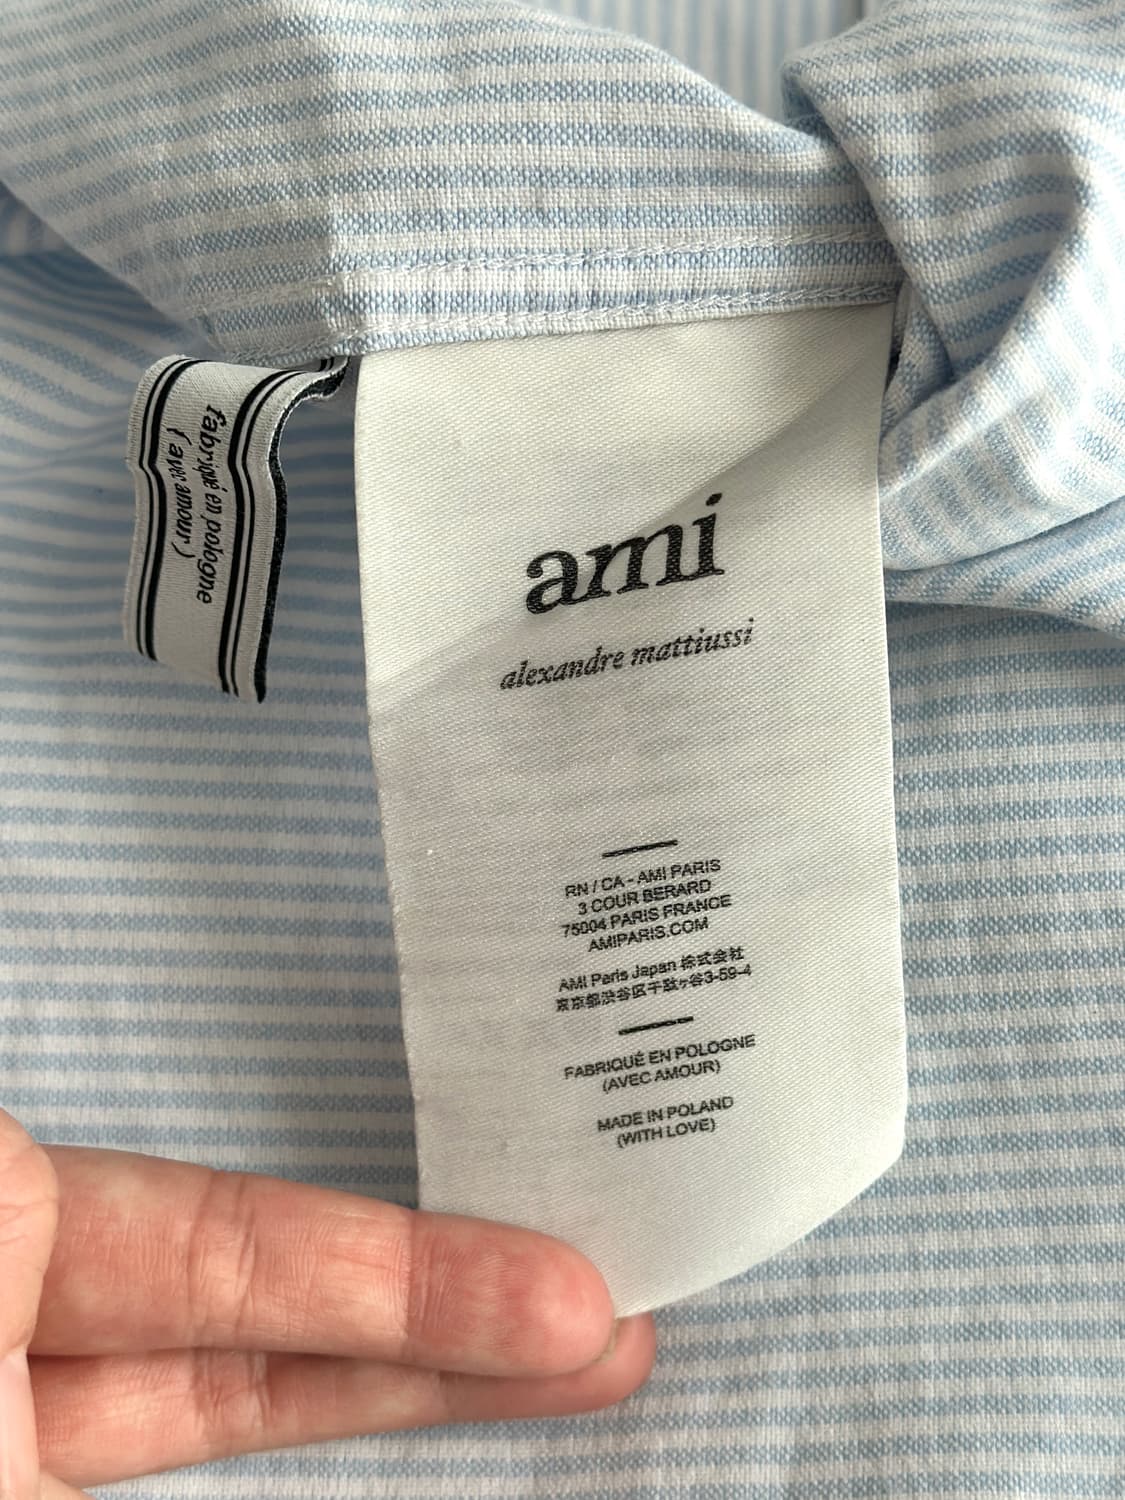 fabriqué en pologne
(avec amour)
ami
alexandre mattiussi
RN / CA - AMI PARIS
3 COUR BERARD
75004 PARIS FRANCE
AMIPARIS.COM
AMI Paris Japan 株式会社
東京都渋谷区千駄ヶ谷3-59-4
FABRIQUÉ EN POLOGNE
(AVEC AMOUR)
MADE IN POLAND
(WITH LOVE)